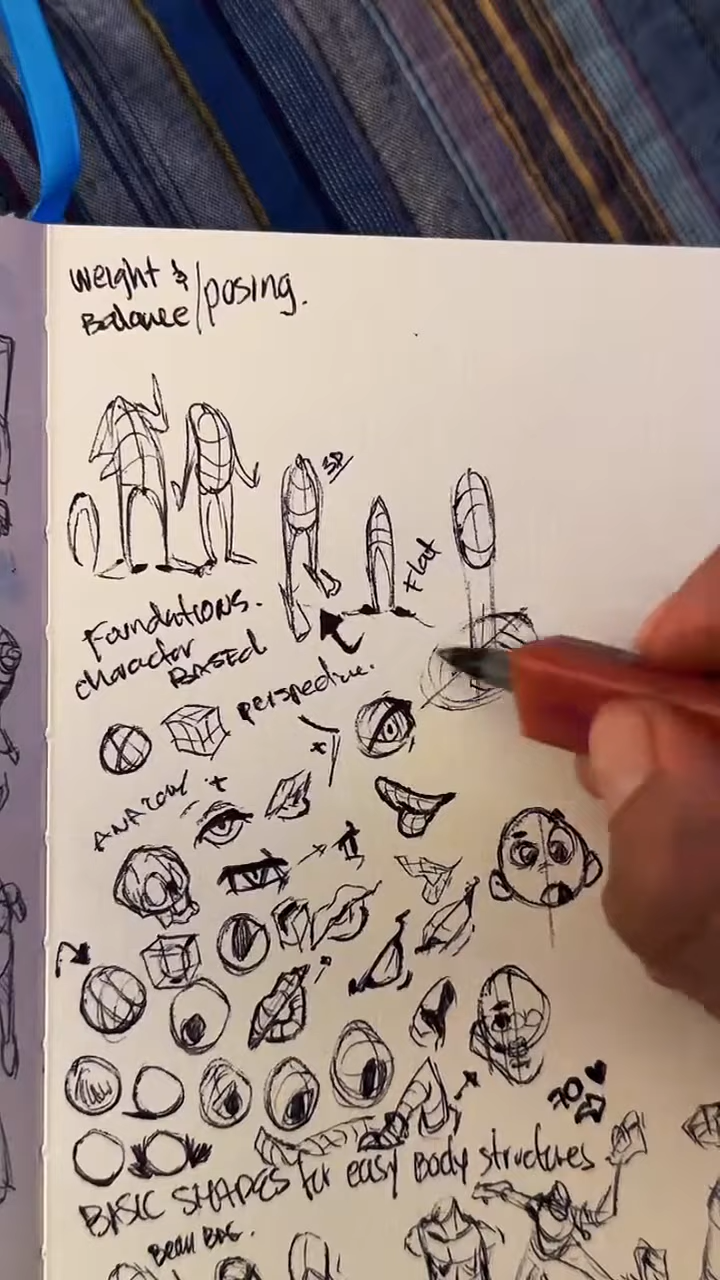 Weight &
Balance/posing.
3D
Flat
Foundations.
character
BASED
perspective.
ANATOMY +
BASIC SHAPES for easy Body structures
Bean BAG.